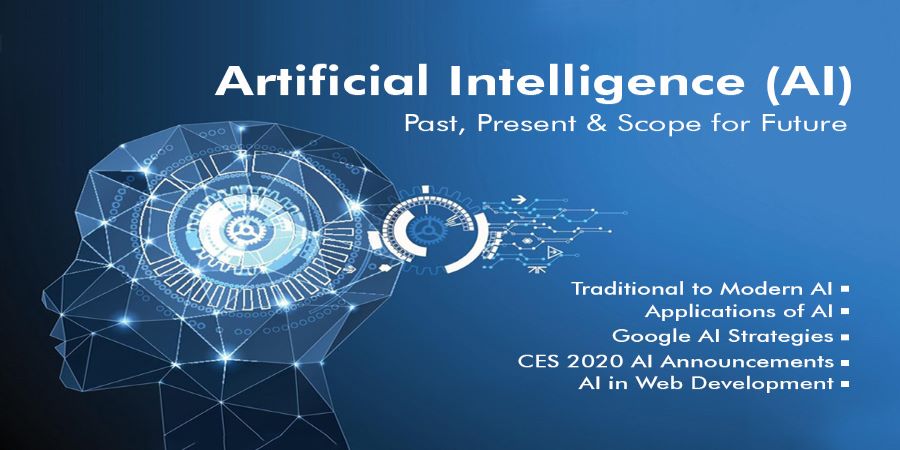 Artificial Intelligence (AI)
Past, Present & Scope for Future
Traditional to Modern AI
Applications of AI
Google AI Strategies
CES 2020 AI Announcements
AI in Web Development